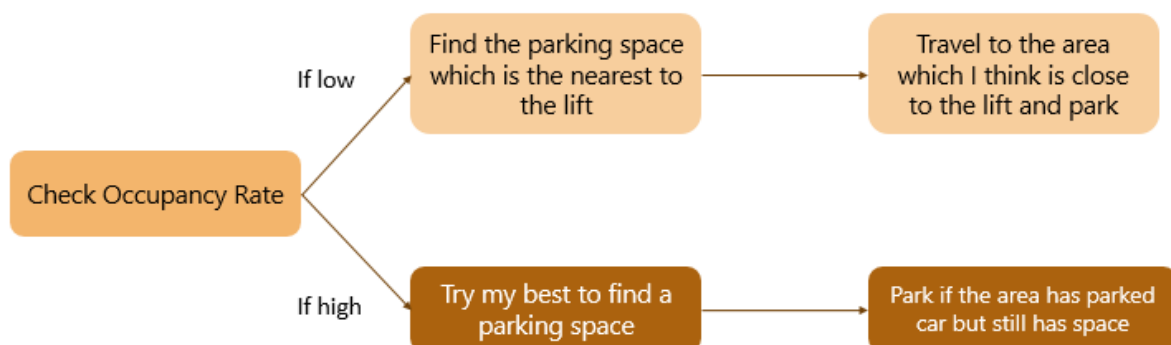 Find the parking space
which is the nearest to
the lift
Travel to the area
which I think is close
to the lift and park
If low
Check Occupancy Rate
If high
Try my best to find a
parking space
Park if the area has parked
car but still has space